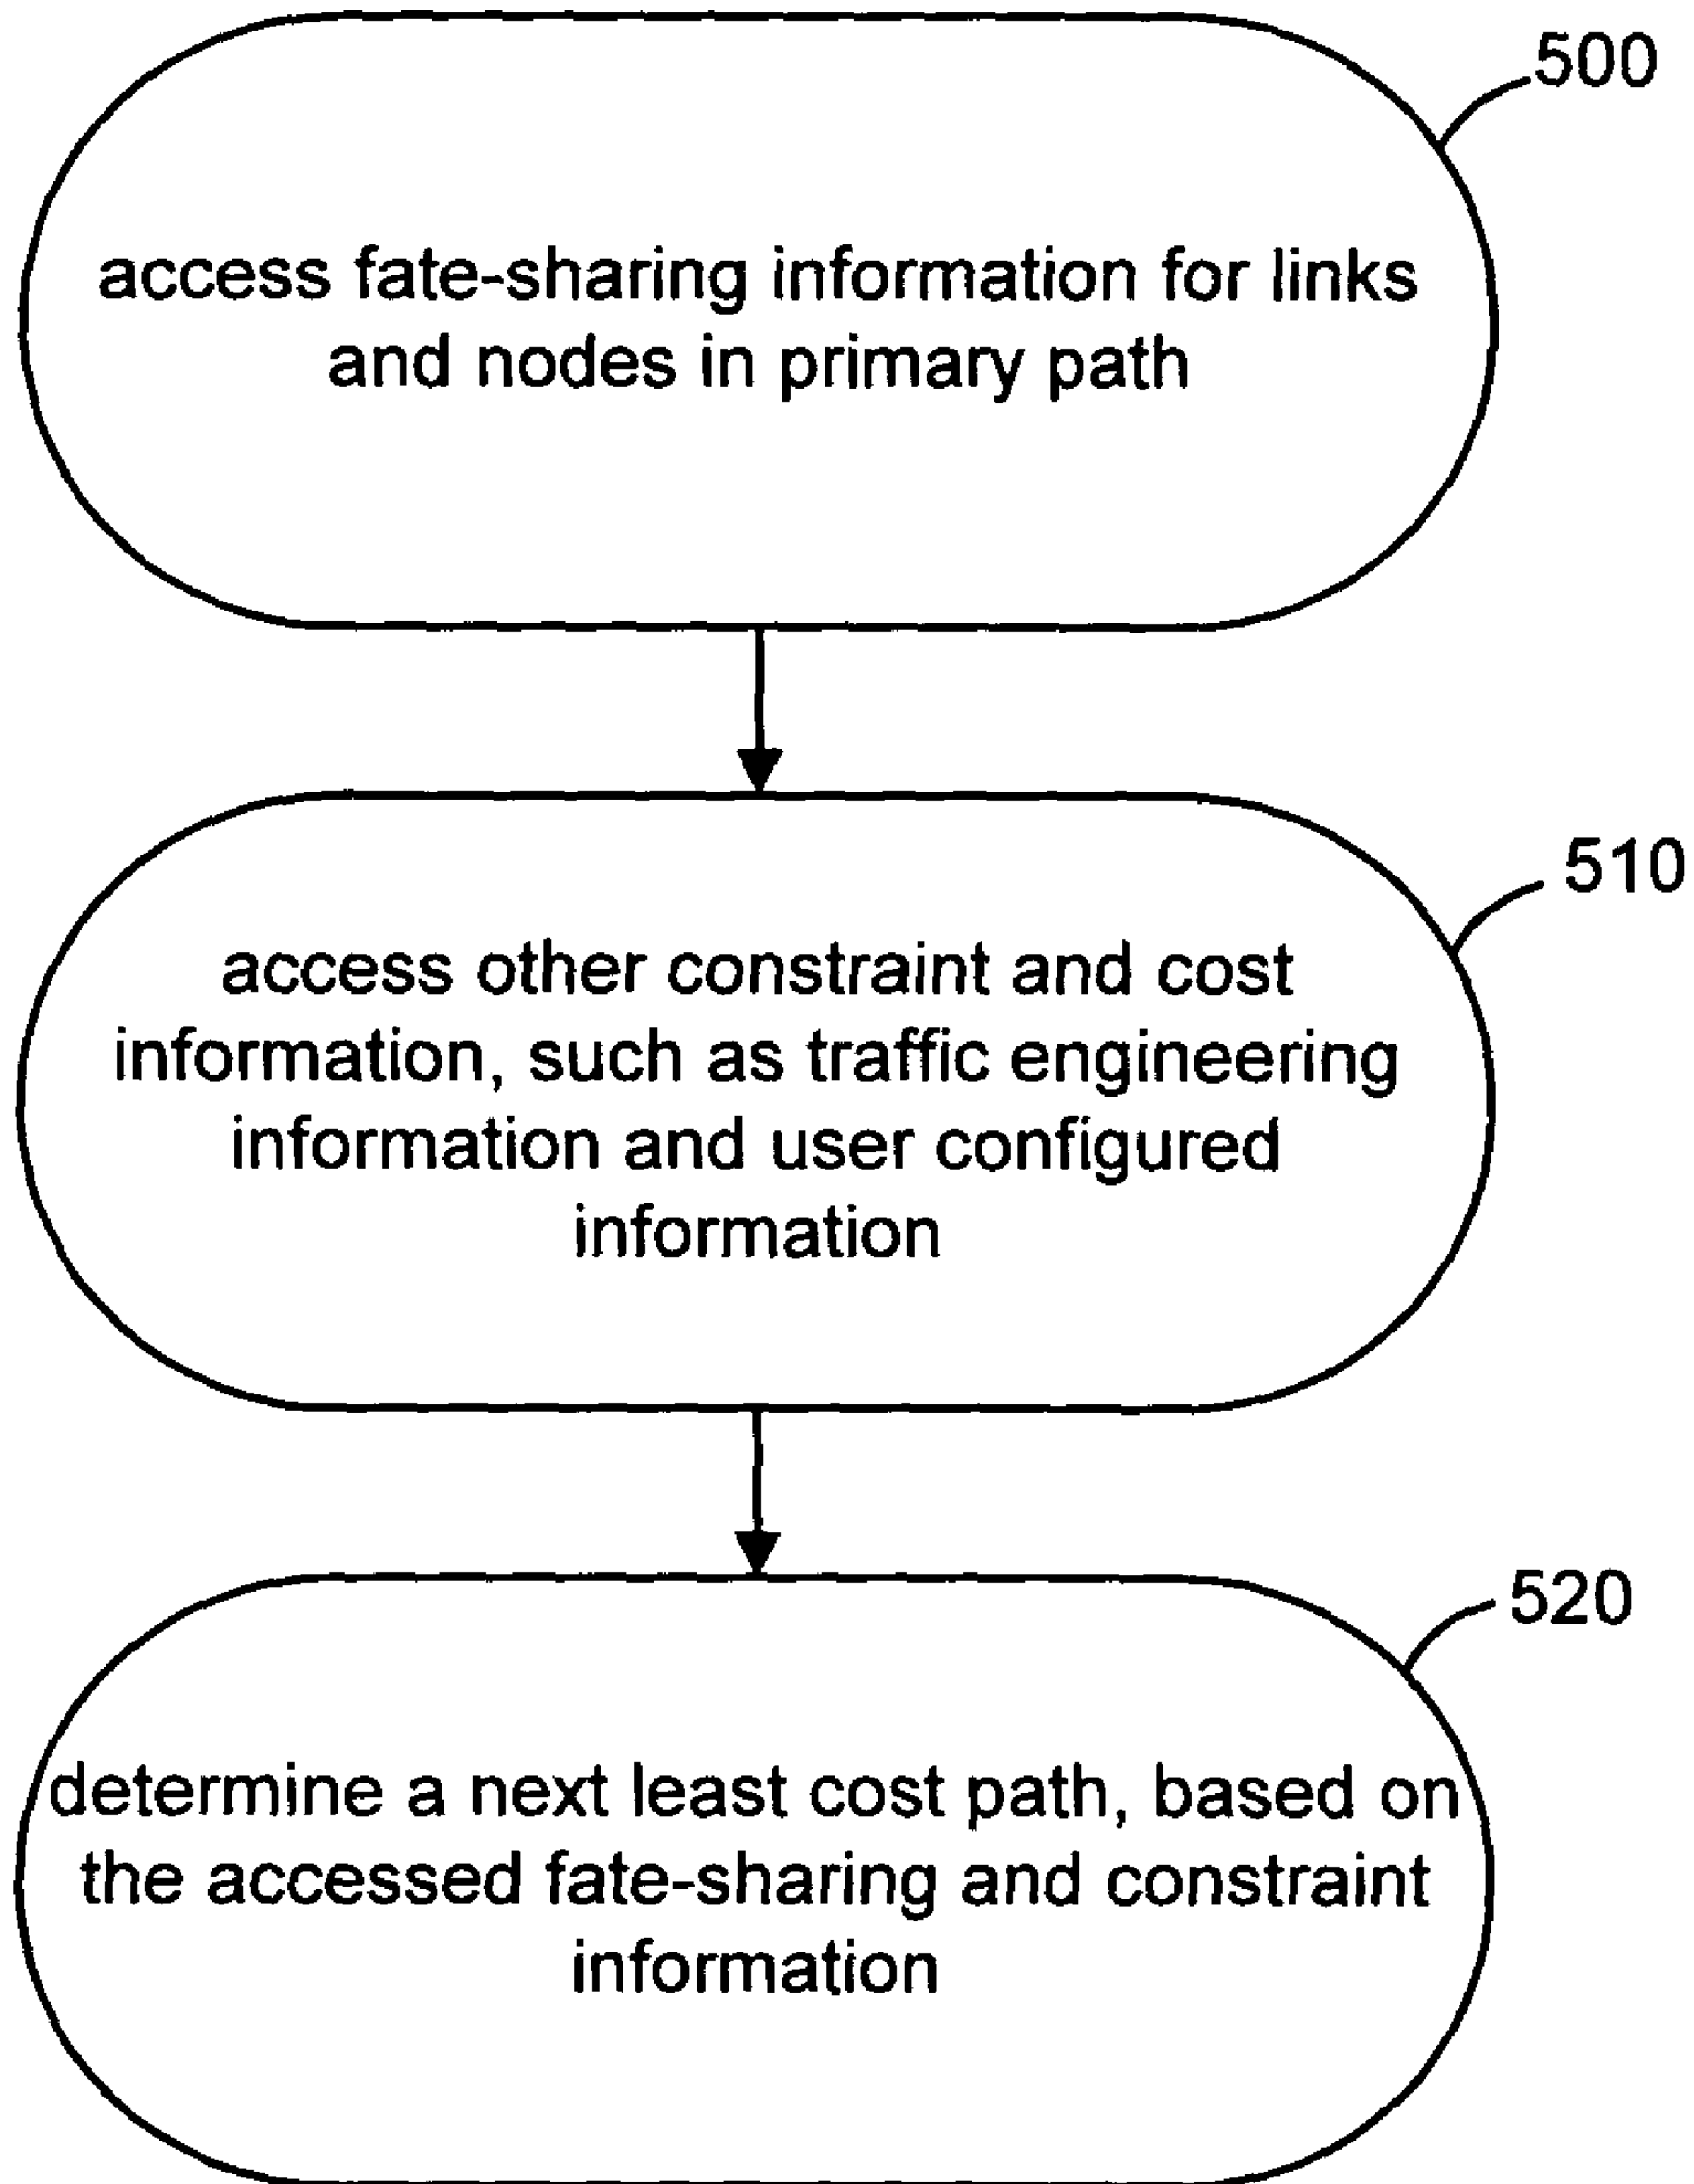 500
access fate-sharing information for links
and nodes in primary path
510
access other constraint and cost
information, such as traffic engineering
information and user configured
information
520
determine a next least cost path, based on
the accessed fate-sharing and constraint
information